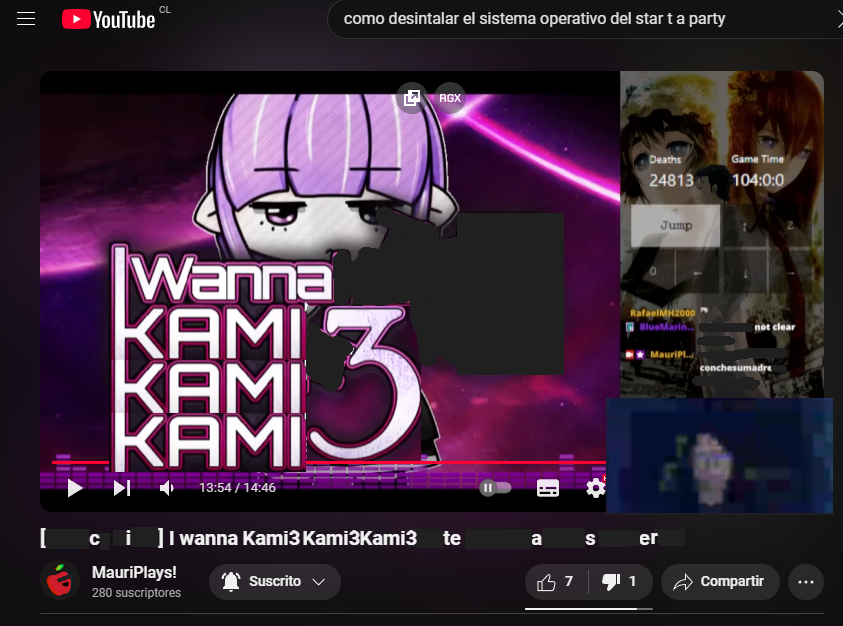 YouTube CL
como desintalar el sistema operativo del star t a party
RGX
Deaths
24813
Game Time
104:0:0
Jump
↑
Z
0
←
↓
→
I Wanna
KAMI
KAMI
KAMI
3
RafaelMH2000
BlueMarin... not clear
MauriPl...
conchesumadre
13:54 / 14:46
[ c i ] I wanna Kami3 Kami3Kami3 te a s er
MauriPlays!
280 suscriptores
Suscrito
7
1
Compartir